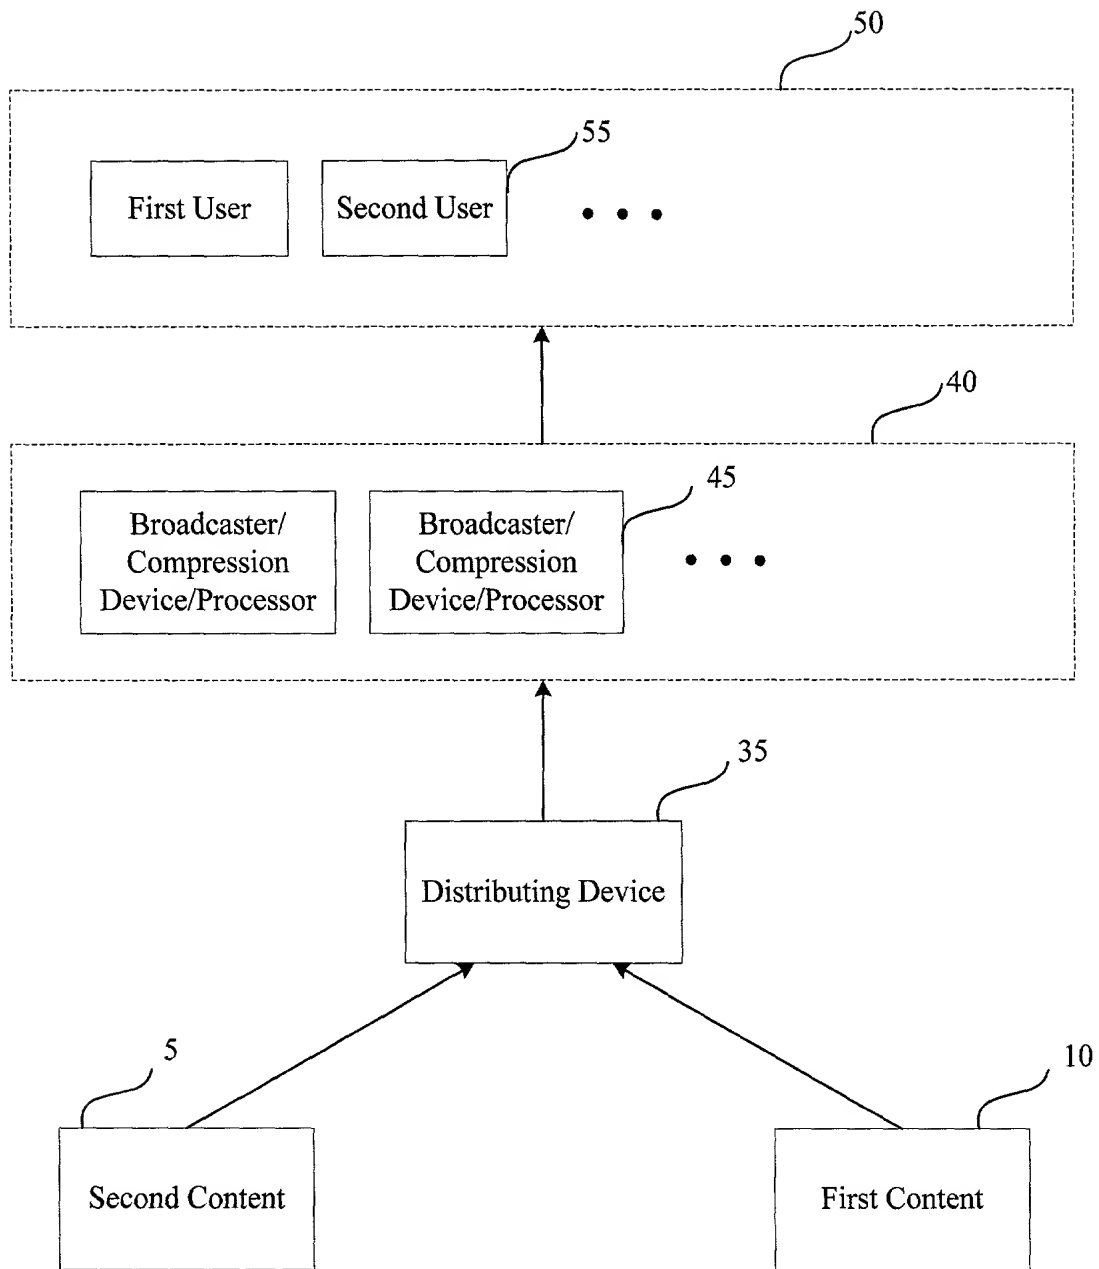 50
55
First User
Second User
40
45
Broadcaster/
Compression
Device/Processor
Broadcaster/
Compression
Device/Processor
35
Distributing Device
5
10
Second Content
First Content